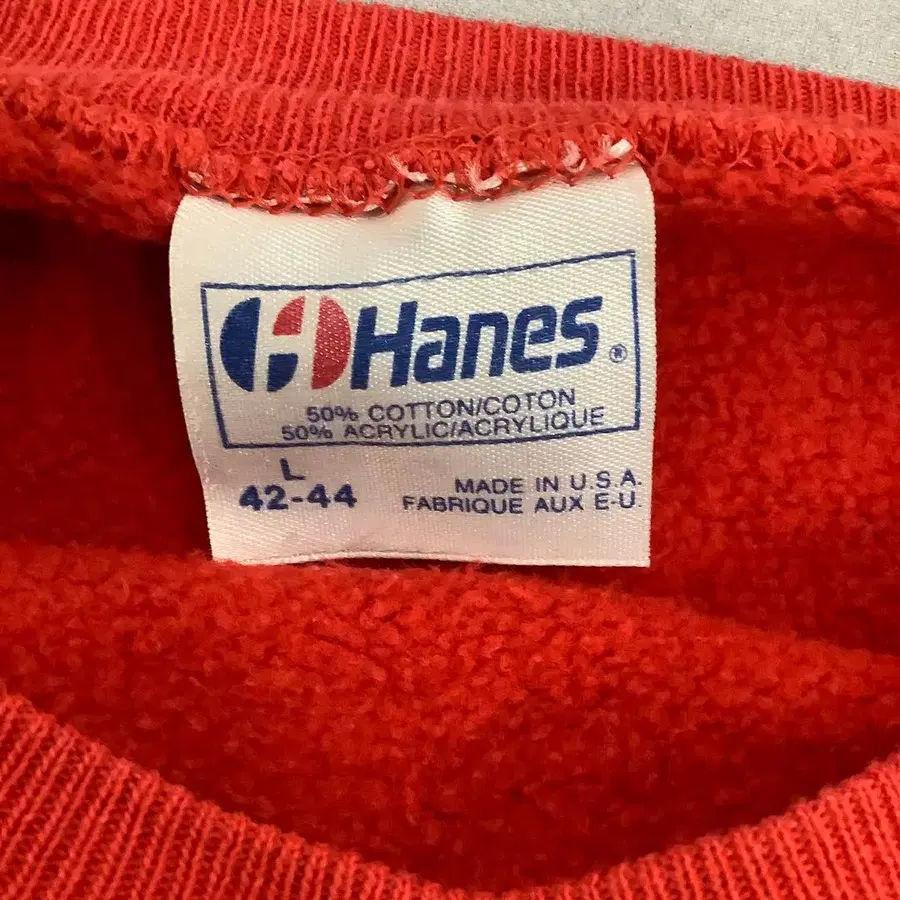 Hanes®
50% COTTON/COTON
50% ACRYLIC/ACRYLIQUE
L
42-44
MADE IN U.S.A.
FABRIQUE AUX E-U.